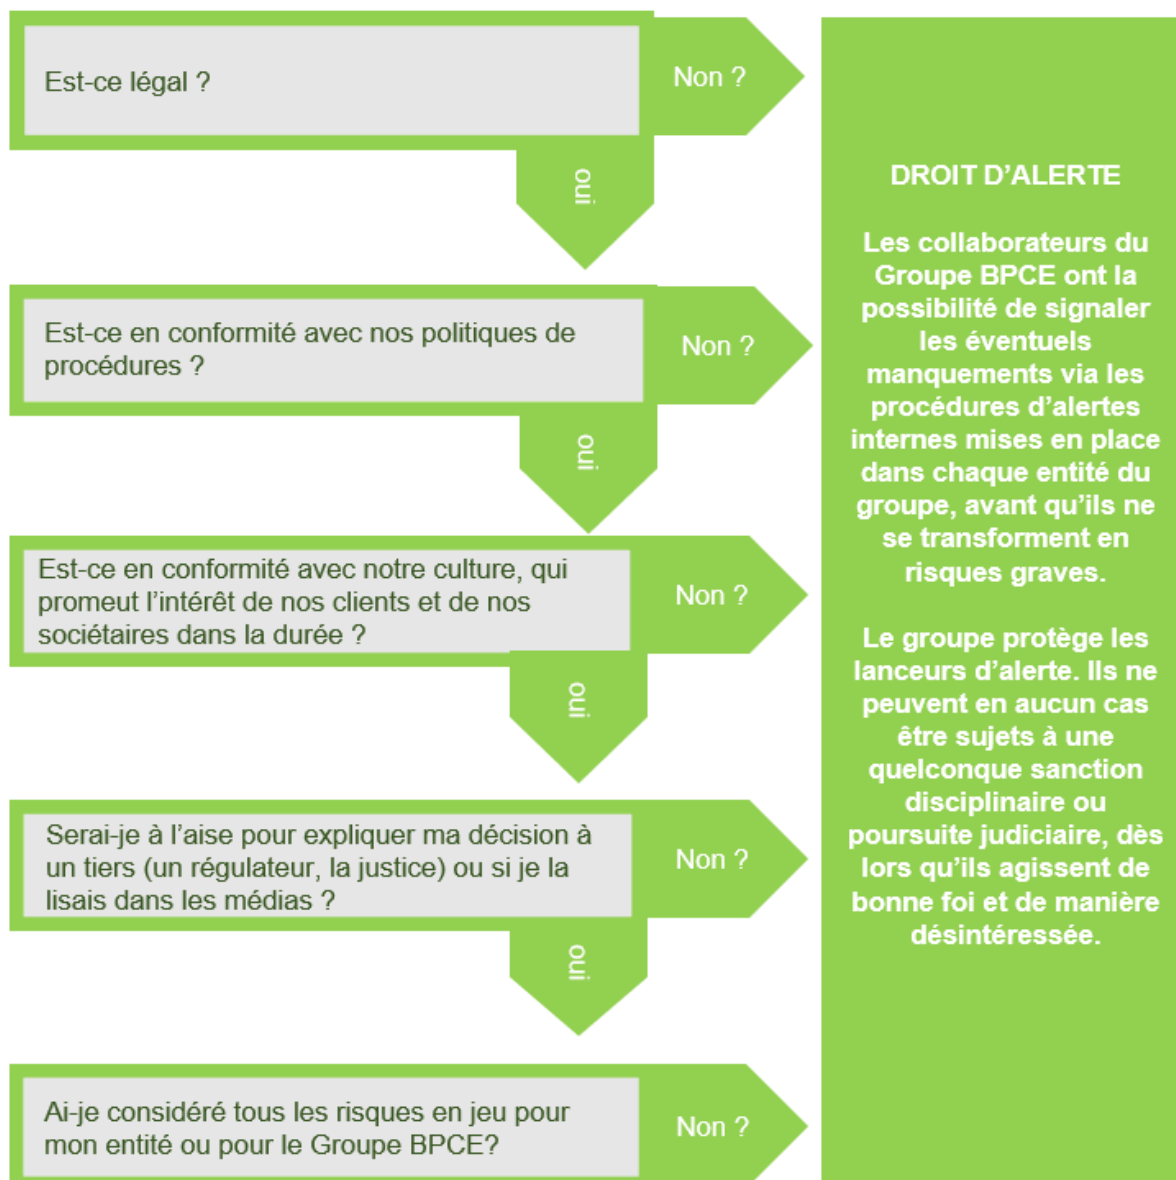 Est-ce légal ?
Non ?
oui
Est-ce en conformité avec nos politiques de
procédures ?
Non ?
oui
Est-ce en conformité avec notre culture, qui
promeut l’intérêt de nos clients et de nos
sociétaires dans la durée ?
Non ?
oui
Serai-je à l’aise pour expliquer ma décision à
un tiers (un régulateur, la justice) ou si je la
lisais dans les médias ?
Non ?
oui
Ai-je considéré tous les risques en jeu pour
mon entité ou pour le Groupe BPCE?
Non ?
DROIT D’ALERTE
Les collaborateurs du
Groupe BPCE ont la
possibilité de signaler
les éventuels
manquements via les
procédures d’alertes
internes mises en place
dans chaque entité du
groupe, avant qu’ils ne
se transforment en
risques graves.
Le groupe protège les
lanceurs d’alerte. Ils ne
peuvent en aucun cas
être sujets à une
quelconque sanction
disciplinaire ou
poursuite judiciaire, dès
lors qu’ils agissent de
bonne foi et de manière
désintéressée.